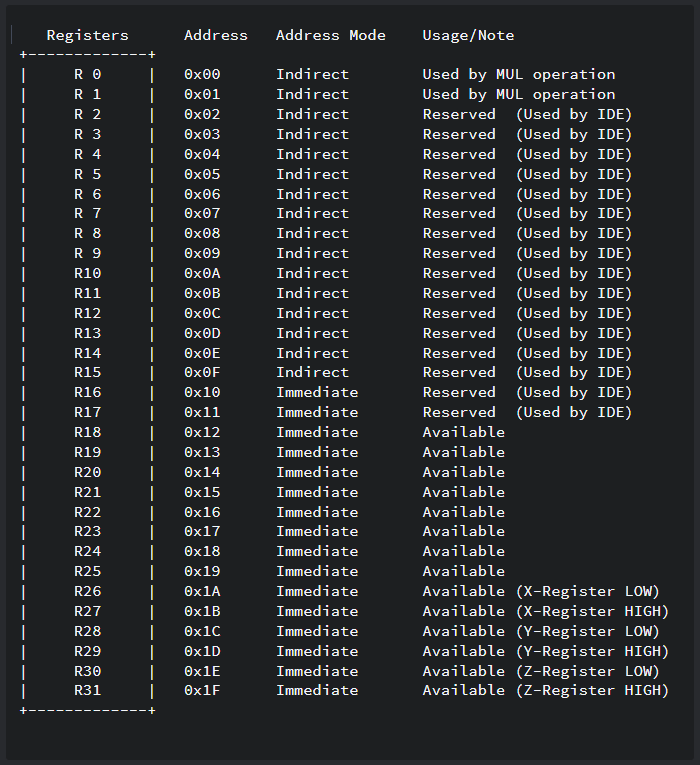 Registers      Address   Address Mode    Usage/Note
+-------------+
|     R 0     |   0x00      Indirect        Used by MUL operation
|     R 1     |   0x01      Indirect        Used by MUL operation
|     R 2     |   0x02      Indirect        Reserved  (Used by IDE)
|     R 3     |   0x03      Indirect        Reserved  (Used by IDE)
|     R 4     |   0x04      Indirect        Reserved  (Used by IDE)
|     R 5     |   0x05      Indirect        Reserved  (Used by IDE)
|     R 6     |   0x06      Indirect        Reserved  (Used by IDE)
|     R 7     |   0x07      Indirect        Reserved  (Used by IDE)
|     R 8     |   0x08      Indirect        Reserved  (Used by IDE)
|     R 9     |   0x09      Indirect        Reserved  (Used by IDE)
|     R10     |   0x0A      Indirect        Reserved  (Used by IDE)
|     R11     |   0x0B      Indirect        Reserved  (Used by IDE)
|     R12     |   0x0C      Indirect        Reserved  (Used by IDE)
|     R13     |   0x0D      Indirect        Reserved  (Used by IDE)
|     R14     |   0x0E      Indirect        Reserved  (Used by IDE)
|     R15     |   0x0F      Indirect        Reserved  (Used by IDE)
|     R16     |   0x10      Immediate       Reserved  (Used by IDE)
|     R17     |   0x11      Immediate       Reserved  (Used by IDE)
|     R18     |   0x12      Immediate       Available
|     R19     |   0x13      Immediate       Available
|     R20     |   0x14      Immediate       Available
|     R21     |   0x15      Immediate       Available
|     R22     |   0x16      Immediate       Available
|     R23     |   0x17      Immediate       Available
|     R24     |   0x18      Immediate       Available
|     R25     |   0x19      Immediate       Available
|     R26     |   0x1A      Immediate       Available (X-Register LOW)
|     R27     |   0x1B      Immediate       Available (X-Register HIGH)
|     R28     |   0x1C      Immediate       Available (Y-Register LOW)
|     R29     |   0x1D      Immediate       Available (Y-Register HIGH)
|     R30     |   0x1E      Immediate       Available (Z-Register LOW)
|     R31     |   0x1F      Immediate       Available (Z-Register HIGH)
+-------------+